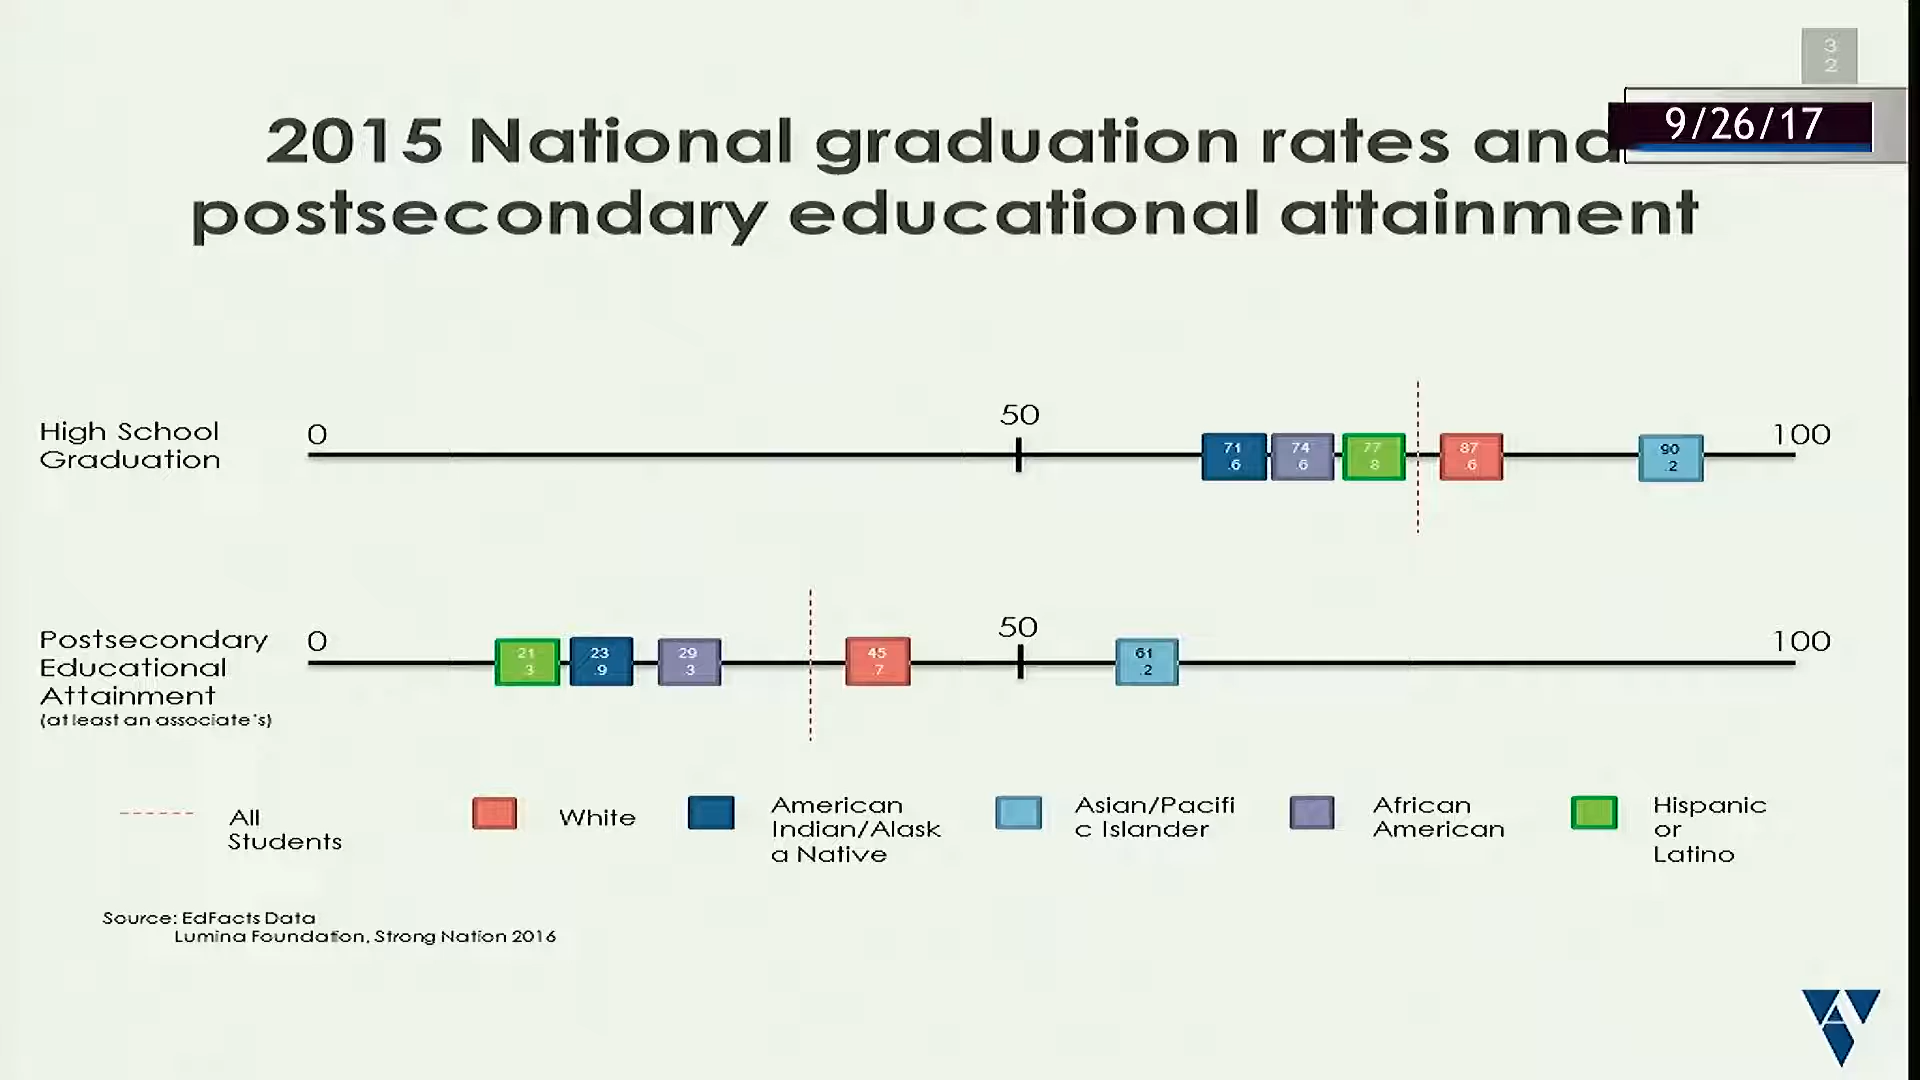 3
2
9/26/17
2015 National graduation rates and
postsecondary educational attainment
High School
Graduation
0
50
100
71
.6
74
.6
77
.8
87
.6
90
.2
Postsecondary
Educational
Attainment
(at least an associate's)
0
50
100
21
.3
23
.9
29
.3
45
.7
61
.2
All
Students
White
American
Indian/Alask
a Native
Asian/Pacifi
c Islander
African
American
Hispanic
or
Latino
Source: EdFacts Data
Lumina Foundation, Strong Nation 2016
A